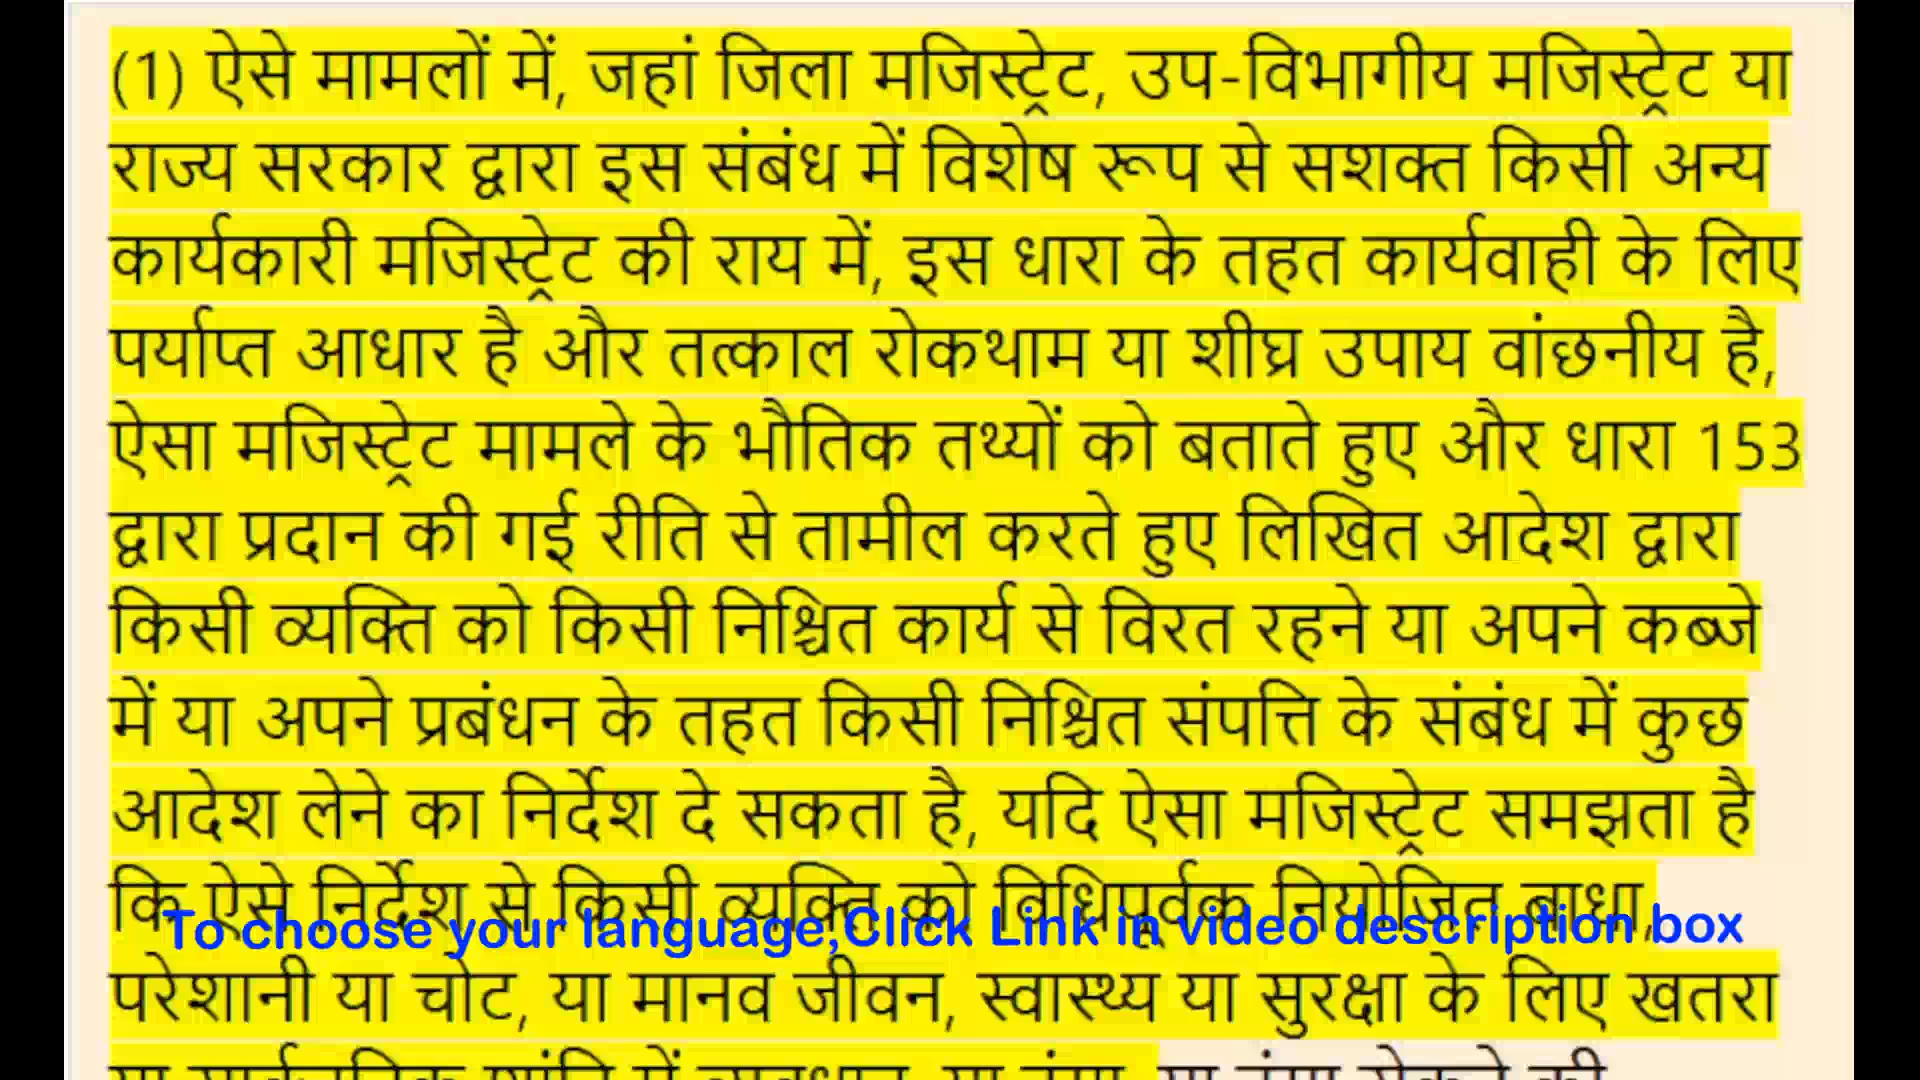 (1) ऐसे मामलों में, जहां जिला मजिस्ट्रेट, उप-विभागीय मजिस्ट्रेट या
राज्य सरकार द्वारा इस संबंध में विशेष रूप से सशक्त किसी अन्य
कार्यकारी मजिस्ट्रेट की राय में, इस धारा के तहत कार्यवाही के लिए
पर्याप्त आधार है और तत्काल रोकथाम या शीघ्र उपाय वांछनीय है,
ऐसा मजिस्ट्रेट मामले के भौतिक तथ्यों को बताते हुए और धारा 153
द्वारा प्रदान की गई रीति से तामील करते हुए लिखित आदेश द्वारा
किसी व्यक्ति को किसी निश्चित कार्य से विरत रहने या अपने कब्जे
में या अपने प्रबंधन के तहत किसी निश्चित संपत्ति के संबंध में कुछ
आदेश लेने का निर्देश दे सकता है, यदि ऐसा मजिस्ट्रेट समझता है
कि ऐसे निर्देश से किसी व्यक्ति को विधिपूर्वक नियोजित बाधा,
To choose your language,Click Link in video description box
परेशानी या चोट, या मानव जीवन, स्वास्थ्य या सुरक्षा के लिए खतरा